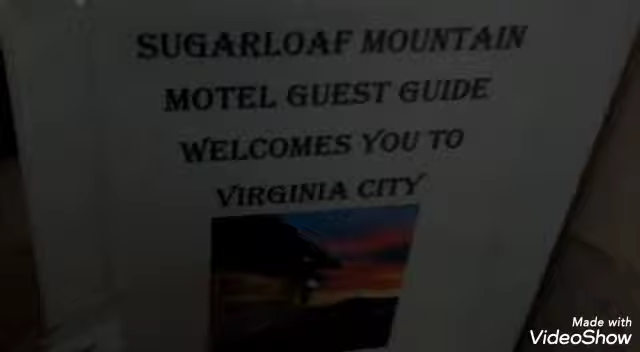 SUGARLOAF MOUNTAIN
MOTEL GUEST GUIDE
WELCOMES YOU TO
VIRGINIA CITY
Made with
VideoShow